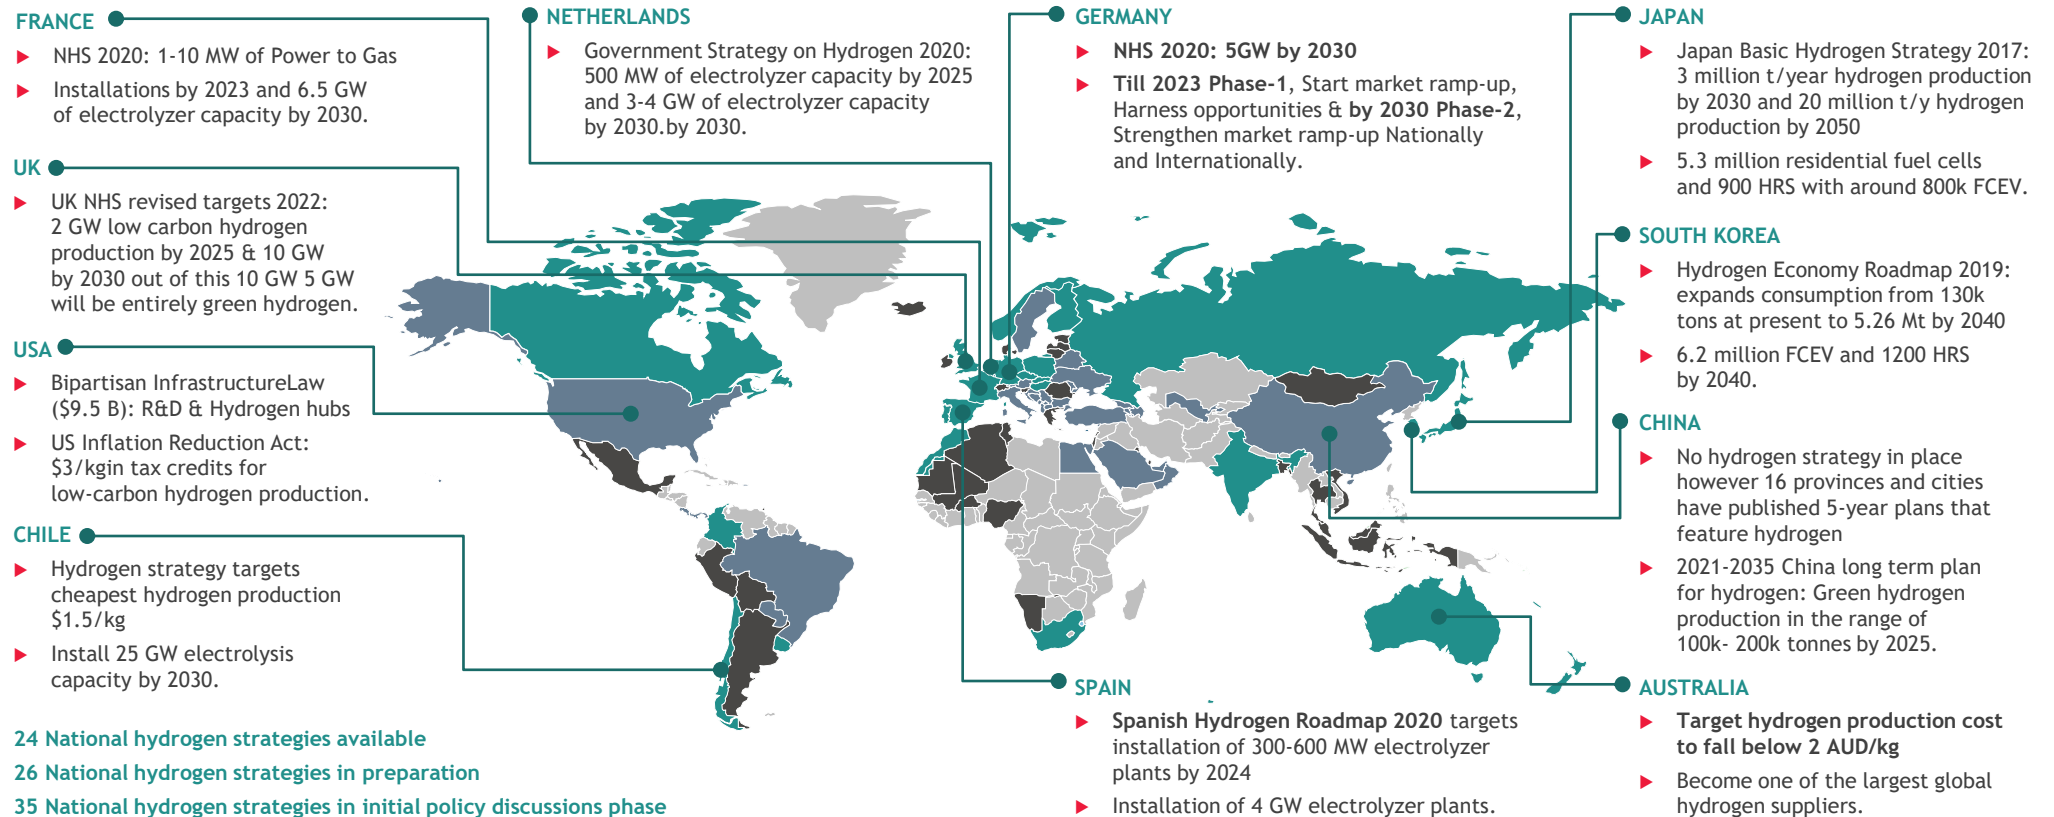 FRANCE
NHS 2020: 1-10 MW of Power to Gas
Installations by 2023 and 6.5 GW
of electrolyzer capacity by 2030.
UK
UK NHS revised targets 2022:
2 GW low carbon hydrogen
production by 2025 & 10 GW
by 2030 out of this 10 GW 5 GW
will be entirely green hydrogen.
USA
Bipartisan InfrastructureLaw
($9.5 B): R&D & Hydrogen hubs
US Inflation Reduction Act:
$3/kgin tax credits for
low-carbon hydrogen production.
CHILE
Hydrogen strategy targets
cheapest hydrogen production
$1.5/kg
Install 25 GW electrolysis
capacity by 2030.
24 National hydrogen strategies available
26 National hydrogen strategies in preparation
35 National hydrogen strategies in initial policy discussions phase
NETHERLANDS
Government Strategy on Hydrogen 2020:
500 MW of electrolyzer capacity by 2025
and 3-4 GW of electrolyzer capacity
by 2030.by 2030.
GERMANY
NHS 2020: 5GW by 2030
Till 2023 Phase-1, Start market ramp-up,
Harness opportunities & by 2030 Phase-2,
Strengthen market ramp-up Nationally
and Internationally.
SPAIN
Spanish Hydrogen Roadmap 2020 targets
installation of 300-600 MW electrolyzer
plants by 2024
Installation of 4 GW electrolyzer plants.
JAPAN
Japan Basic Hydrogen Strategy 2017:
3 million t/year hydrogen production
by 2030 and 20 million t/y hydrogen
production by 2050
5.3 million residential fuel cells
and 900 HRS with around 800k FCEV.
SOUTH KOREA
Hydrogen Economy Roadmap 2019:
expands consumption from 130k
tons at present to 5.26 Mt by 2040
6.2 million FCEV and 1200 HRS
by 2040.
CHINA
No hydrogen strategy in place
however 16 provinces and cities
have published 5-year plans that
feature hydrogen
2021-2035 China long term plan
for hydrogen: Green hydrogen
production in the range of
100k- 200k tonnes by 2025.
AUSTRALIA
Target hydrogen production cost
to fall below 2 AUD/kg
Become one of the largest global
hydrogen suppliers.